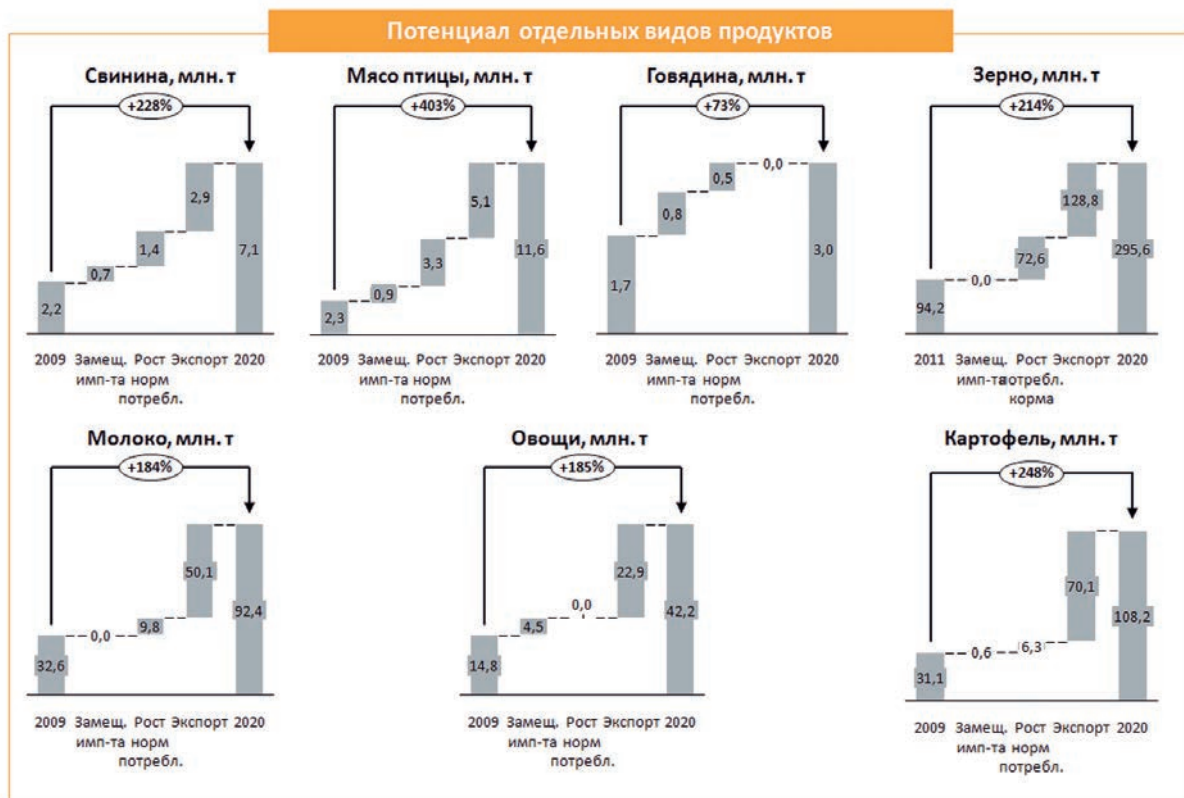 Потенциал отдельных видов продуктов
Свинина, млн. т
+228%
2,2
0,7
1,4
2,9
7,1
2009 Замещ. Рост Экспорт 2020
имп-та норм
потребл.
Мясо птицы, млн. т
+403%
2,3
0,9
3,3
5,1
11,6
2009 Замещ. Рост Экспорт 2020
имп-та норм
потребл.
Говядина, млн. т
+73%
1,7
0,8
0,5
0,0
3,0
2009 Замещ. Рост Экспорт 2020
имп-та норм
потребл.
Зерно, млн. т
+214%
94,2
0,0
72,6
128,8
295,6
2011 Замещ. Рост Экспорт 2020
имп-та потребл.
корма
Молоко, млн. т
+184%
32,6
0,0
9,8
50,1
92,4
2009 Замещ. Рост Экспорт 2020
имп-та норм
потребл.
Овощи, млн. т
+185%
14,8
4,5
0,0
22,9
42,2
2009 Замещ. Рост Экспорт 2020
имп-та норм
потребл.
Картофель, млн. т
+248%
31,1
0,6
6,3
70,1
108,2
2009 Замещ. Рост Экспорт 2020
имп-та норм
потребл.